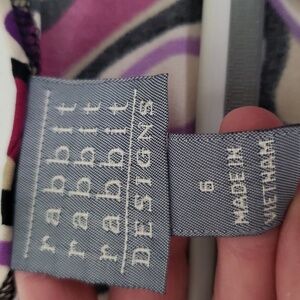 rabbit
rabbit
rabbit
DESIGNS
6
MADE IN
VIETNAM